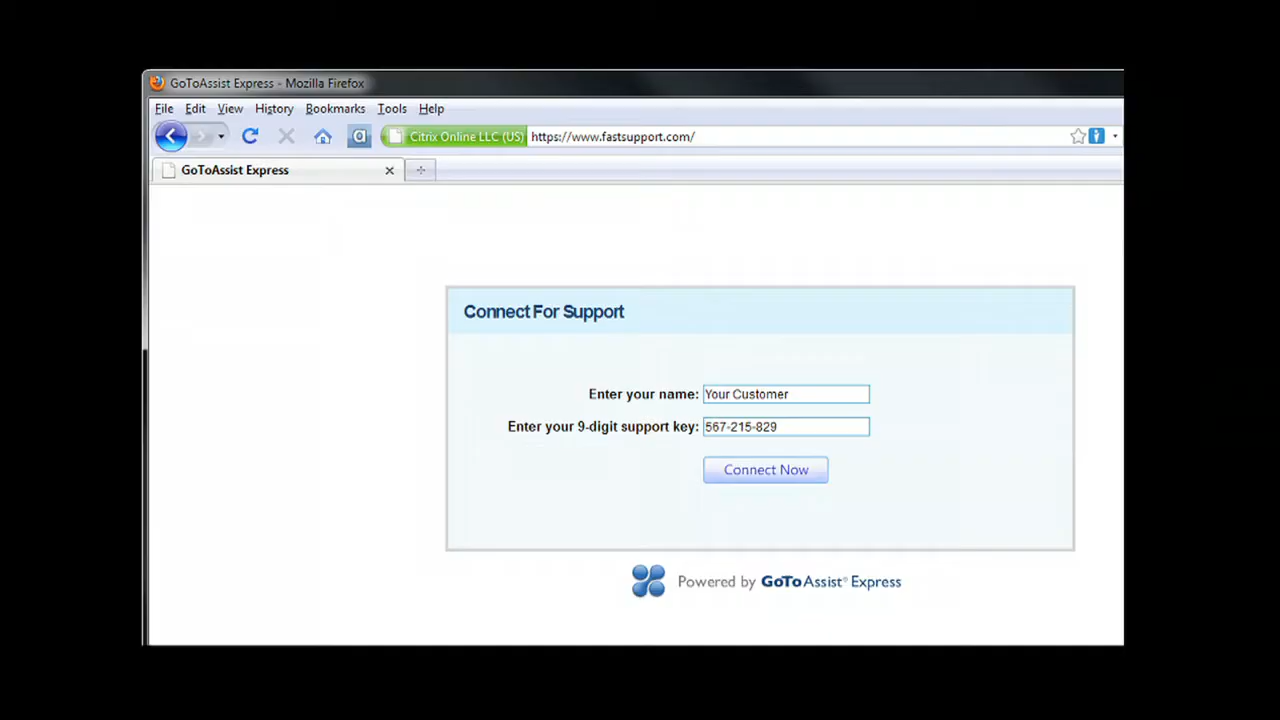 GoToAssist Express - Mozilla Firefox
File Edit View History Bookmarks Tools Help
Citrix Online LLC (US) https://www.fastsupport.com/
GoToAssist Express
Connect For Support
Enter your name: Your Customer
Enter your 9-digit support key: 567-215-829
Connect Now
Powered by GoToAssist® Express